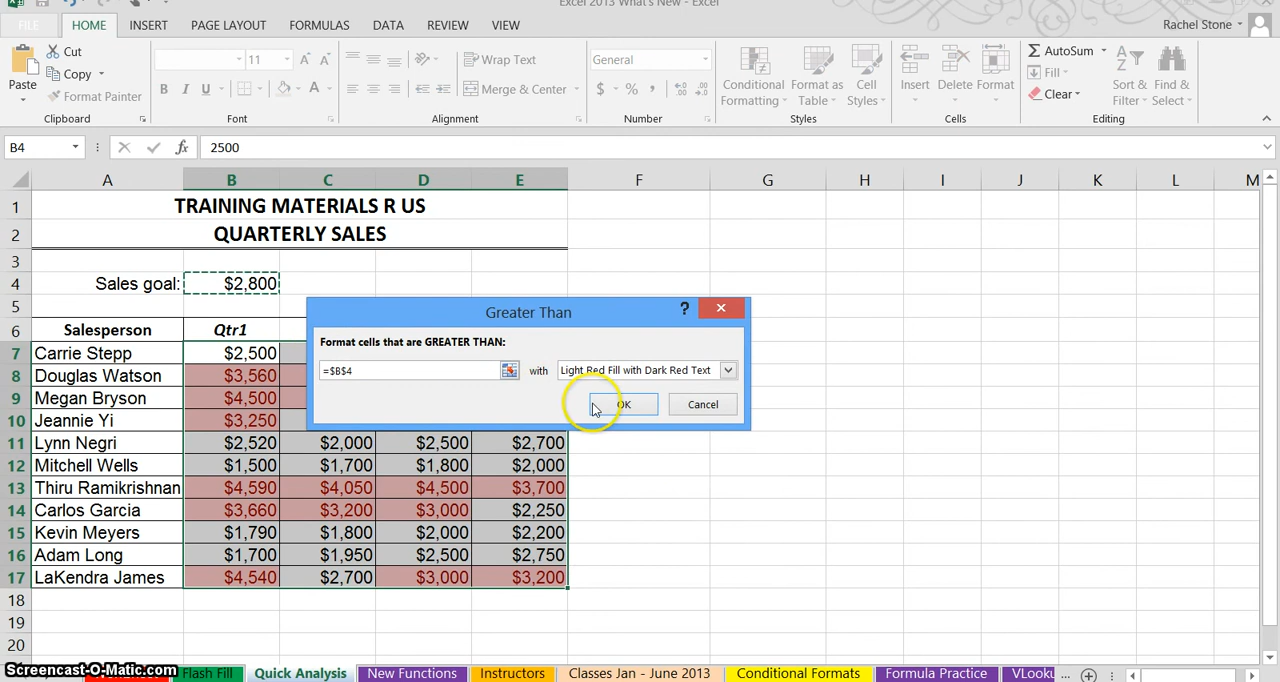 Excel 2013 What's New - Excel
FILE HOME INSERT PAGE LAYOUT FORMULAS DATA REVIEW VIEW Rachel Stone
Paste Cut Copy Format Painter
11 B I U
Wrap Text Merge & Center
General $ % ,
Conditional Formatting Format as Table Cell Styles
Insert Delete Format
AutoSum Fill Clear Sort & Filter Find & Select
Clipboard Font Alignment Number Styles Cells Editing
B4 fx 2500
A B C D E F G H I J K L M
1 TRAINING MATERIALS R US
2 QUARTERLY SALES
3
4 Sales goal: $2,800
5
6 Salesperson Qtr1
7 Carrie Stepp $2,500
8 Douglas Watson $3,560
9 Megan Bryson $4,500
10 Jeannie Yi $3,250
Greater Than ?
Format cells that are GREATER THAN:
=$B$4 with Light Red Fill with Dark Red Text
OK Cancel
11 Lynn Negri $2,520 $2,000 $2,500 $2,700
12 Mitchell Wells $1,500 $1,700 $1,800 $2,000
13 Thiru Ramikrishnan $4,590 $4,050 $4,500 $3,700
14 Carlos Garcia $3,660 $3,200 $3,000 $2,250
15 Kevin Meyers $1,790 $1,800 $2,000 $2,200
16 Adam Long $1,700 $1,950 $2,500 $2,750
17 LaKendra James $4,540 $2,700 $3,000 $3,200
18
19
20
Screencast-O-Matic.com
Flash Fill Quick Analysis New Functions Instructors Classes Jan - June 2013 Conditional Formats Formula Practice VLooku ...